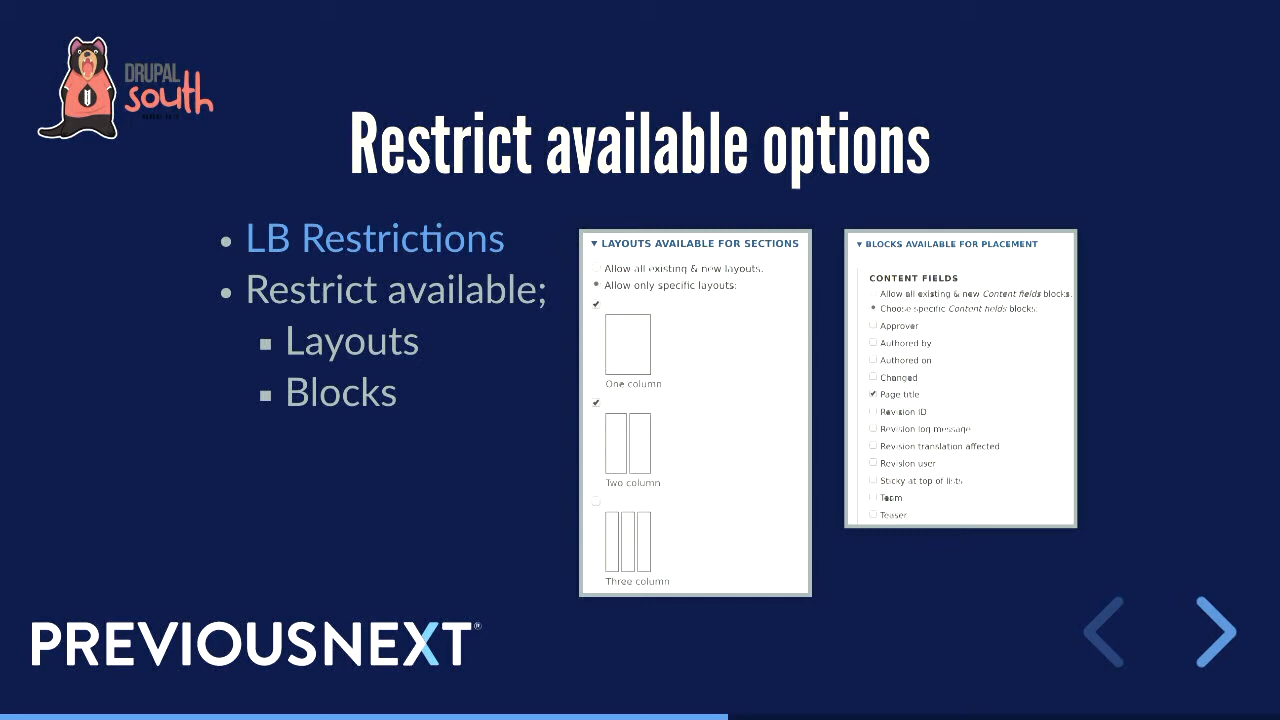 DRUPAL
south
Restrict available options
LB Restrictions
Restrict available;
Layouts
Blocks
▼ LAYOUTS AVAILABLE FOR SECTIONS
Allow all existing & new layouts.
Allow only specific layouts:
One column
Two column
Three column
▼ BLOCKS AVAILABLE FOR PLACEMENT
CONTENT FIELDS
Allow all existing & new Content fields blocks.
Choose specific Content fields blocks.
Approver
Authored by
Authored on
Changed
Page title
Revision ID
Revision log message
Revision translation affected
Revision user
Sticky at top of lists
Team
Teaser
PREVIOUSNEXT®